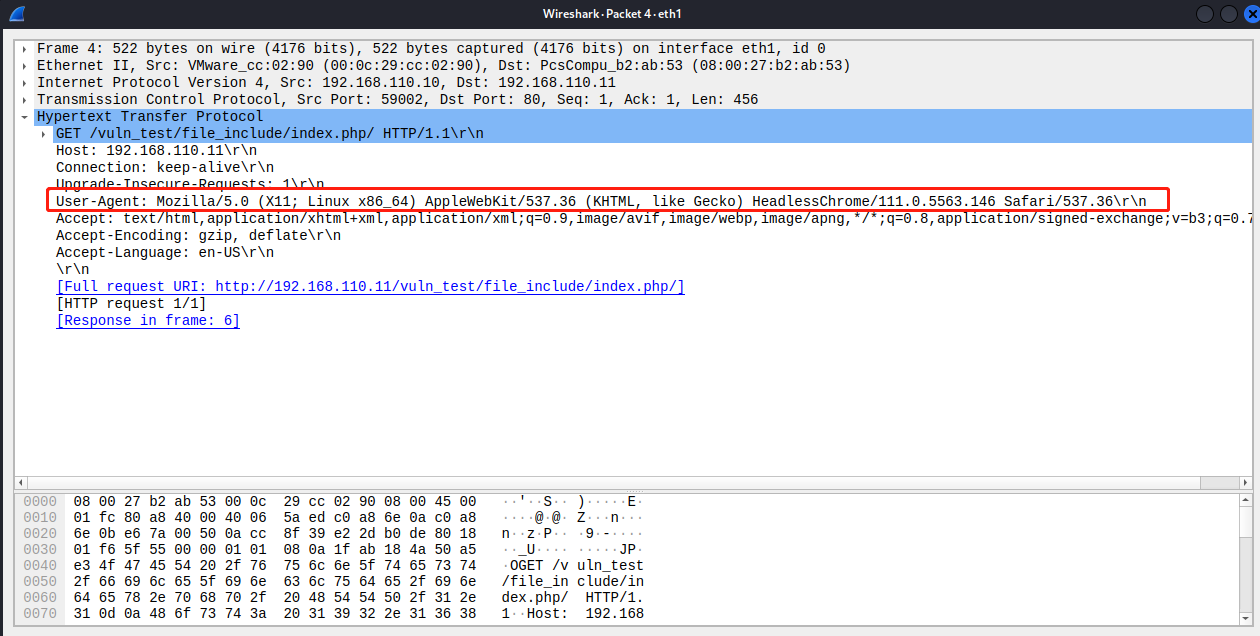 Wireshark·Packet 4·eth1
Frame 4: 522 bytes on wire (4176 bits), 522 bytes captured (4176 bits) on interface eth1, id 0
Ethernet II, Src: VMware_cc:02:90 (00:0c:29:cc:02:90), Dst: PcsCompu_b2:ab:53 (08:00:27:b2:ab:53)
Internet Protocol Version 4, Src: 192.168.110.10, Dst: 192.168.110.11
Transmission Control Protocol, Src Port: 59002, Dst Port: 80, Seq: 1, Ack: 1, Len: 456
Hypertext Transfer Protocol
GET /vuln_test/file_include/index.php/ HTTP/1.1\r\n
Host: 192.168.110.11\r\n
Connection: keep-alive\r\n
Upgrade-Insecure-Requests: 1\r\n
User-Agent: Mozilla/5.0 (X11; Linux x86_64) AppleWebKit/537.36 (KHTML, like Gecko) HeadlessChrome/111.0.5563.146 Safari/537.36\r\n
Accept: text/html,application/xhtml+xml,application/xml;q=0.9,image/avif,image/webp,image/apng,*/*;q=0.8,application/signed-exchange;v=b3;q=0.7
Accept-Encoding: gzip, deflate\r\n
Accept-Language: en-US\r\n
\r\n
[Full request URI: http://192.168.110.11/vuln_test/file_include/index.php/]
[HTTP request 1/1]
[Response in frame: 6]
0000 08 00 27 b2 ab 53 00 0c 29 cc 02 90 08 00 45 00 ··'··S·· )·····E·
0010 01 fc 80 a8 40 00 40 06 5a ed c0 a8 6e 0a c0 a8 ····@·@· Z···n···
0020 6e 0b e6 7a 00 50 0a cc 8f 39 e2 2d b0 de 80 18 n··z·P·· ·9·-····
0030 01 f6 5f 55 00 00 01 01 08 0a 1f ab 18 4a 50 a5 ··_U···· ·····JP·
0040 e3 4f 47 45 54 20 2f 76 75 6c 6e 5f 74 65 73 74 ·OGET /v uln_test
0050 2f 66 69 6c 65 5f 69 6e 63 6c 75 64 65 2f 69 6e /file_in clude/in
0060 64 65 78 2e 70 68 70 2f 20 48 54 54 50 2f 31 2e dex.php/ HTTP/1.
0070 31 0d 0a 48 6f 73 74 3a 20 31 39 32 2e 31 36 38 1··Host: 192.168